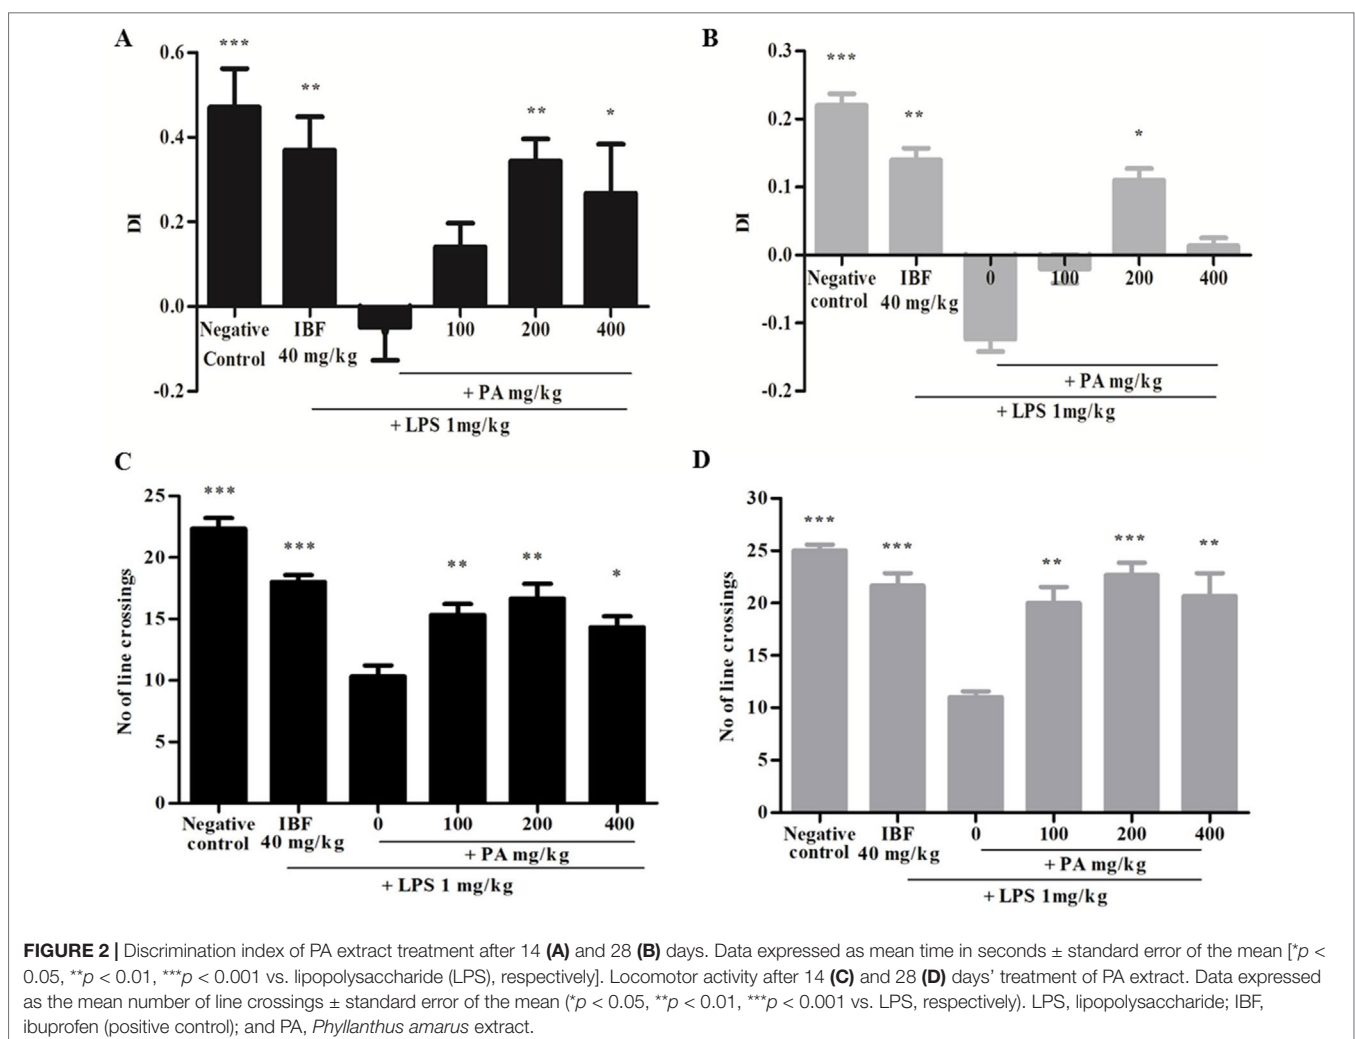 A
***
0.6
**
**
*
0.4
DI
0.2
0.0
Negative IBF 100 200 400
Control 40 mg/kg
-0.2
+ PA mg/kg
+ LPS 1mg/kg
B
0.3
***
**
*
0.2
0.1
DI
0.0
Negative IBF 0 100 200 400
control 40 mg/kg
-0.1
+ PA mg/kg
-0.2
+ LPS 1mg/kg
C
25
***
***
**
**
*
20
No of line crossings
15
10
5
0
Negative IBF 0 100 200 400
control 40 mg/kg
+ PA mg/kg
+ LPS 1 mg/kg
D
30
***
***
**
***
**
25
20
No of line crossings
15
10
5
0
Negative IBF 0 100 200 400
control 40 mg/kg
+ PA mg/kg
+ LPS 1mg/kg
FIGURE 2 | Discrimination index of PA extract treatment after 14 (A) and 28 (B) days. Data expressed as mean time in seconds ± standard error of the mean [*p <
0.05, **p < 0.01, ***p < 0.001 vs. lipopolysaccharide (LPS), respectively]. Locomotor activity after 14 (C) and 28 (D) days’ treatment of PA extract. Data expressed
as the mean number of line crossings ± standard error of the mean (*p < 0.05, **p < 0.01, ***p < 0.001 vs. LPS, respectively). LPS, lipopolysaccharide; IBF,
ibuprofen (positive control); and PA, Phyllanthus amarus extract.